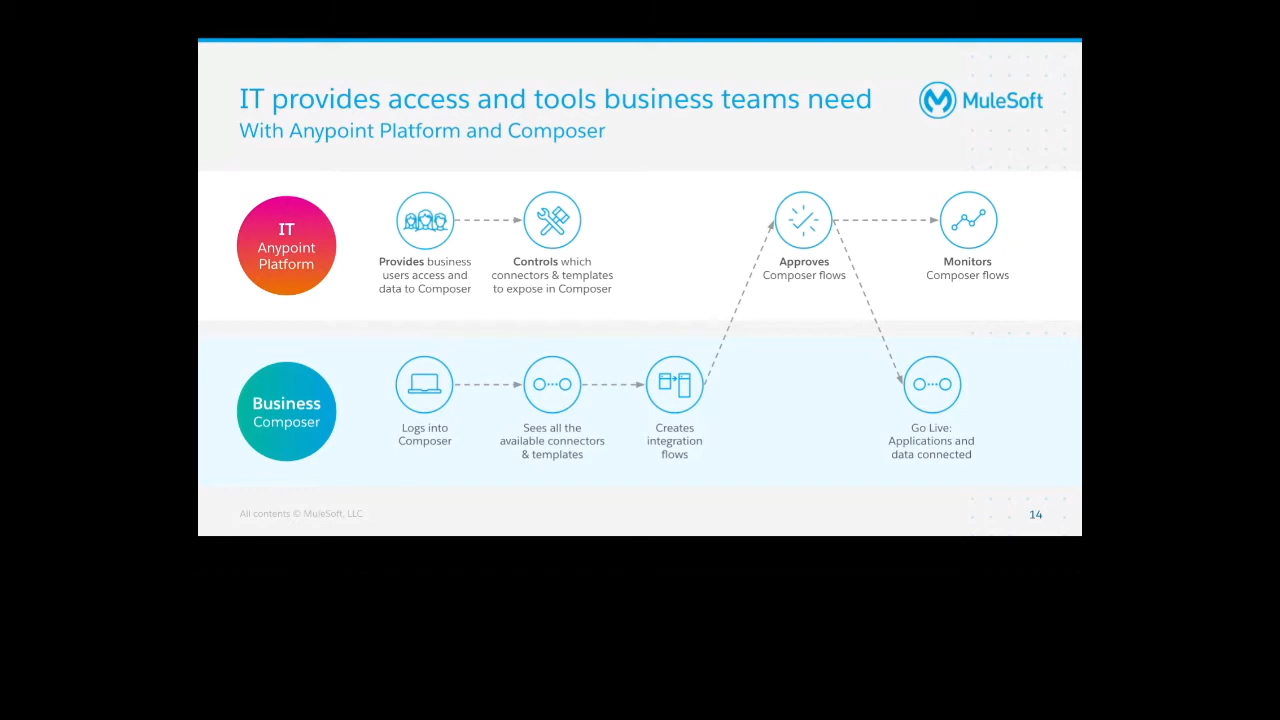 IT provides access and tools business teams need
With Anypoint Platform and Composer
MuleSoft
IT
Anypoint
Platform
Provides business
users access and
data to Composer
Controls which
connectors & templates
to expose in Composer
Approves
Composer flows
Monitors
Composer flows
Business
Composer
Logs into
Composer
Sees all the
available connectors
& templates
Creates
integration
flows
Go Live:
Applications and
data connected
All contents © MuleSoft, LLC
14